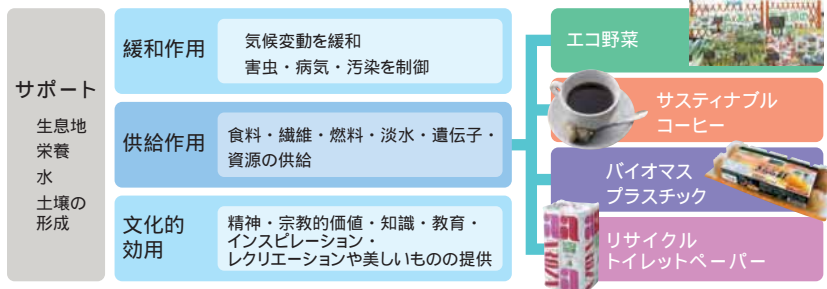 サポート
生息地
栄養
水
土壌の
形成
緩和作用
気候変動を緩和
害虫・病気・汚染を制御
供給作用
食料・繊維・燃料・淡水・遺伝子・
資源の供給
文化的
効用
精神・宗教的価値・知識・教育・
インスピレーション・
レクリエーションや美しいものの提供
エコ野菜
サスティナブル
コーヒー
バイオマス
プラスチック
リサイクル
トイレットペーパー